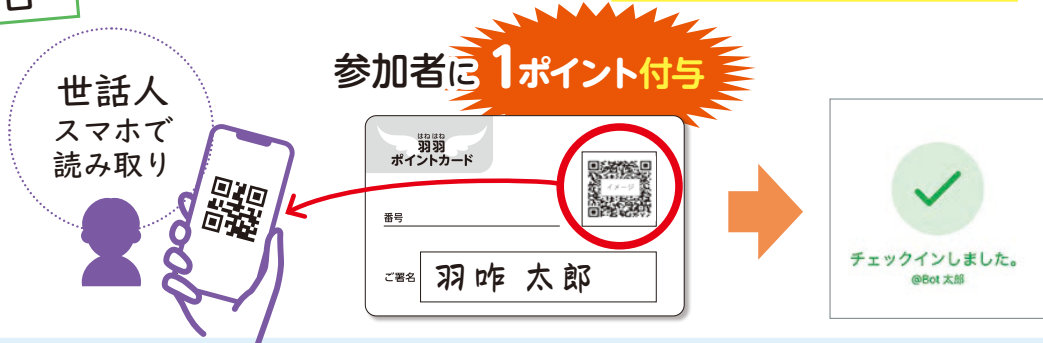 世話人
スマホで
読み取り
参加者に1ポイント付与
はねはね
羽羽
ポイントカード
イメージ
番号
ご署名 羽咋 太郎
チェックインしました。
@Bot 太郎